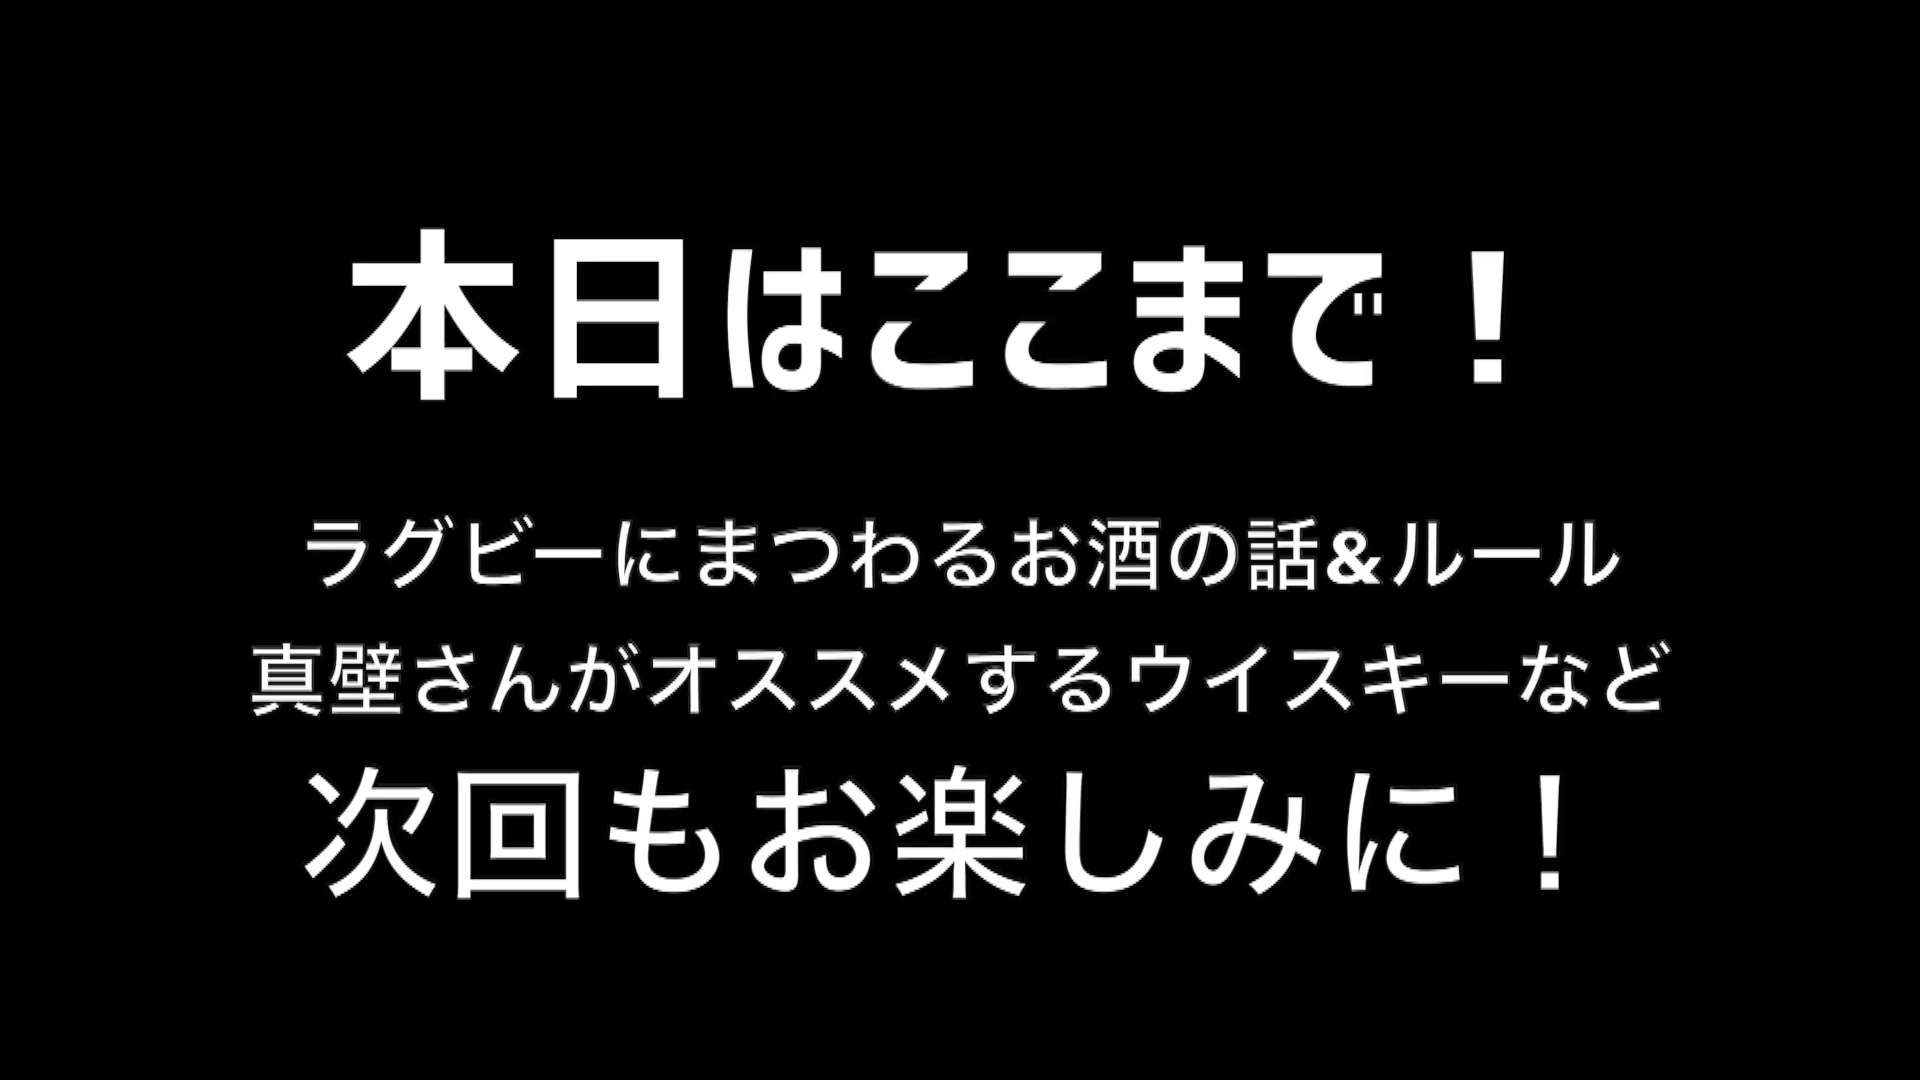 本日はここまで！
ラグビーにまつわるお酒の話&ルール
真壁さんがオススメするウイスキーなど
次回もお楽しみに！